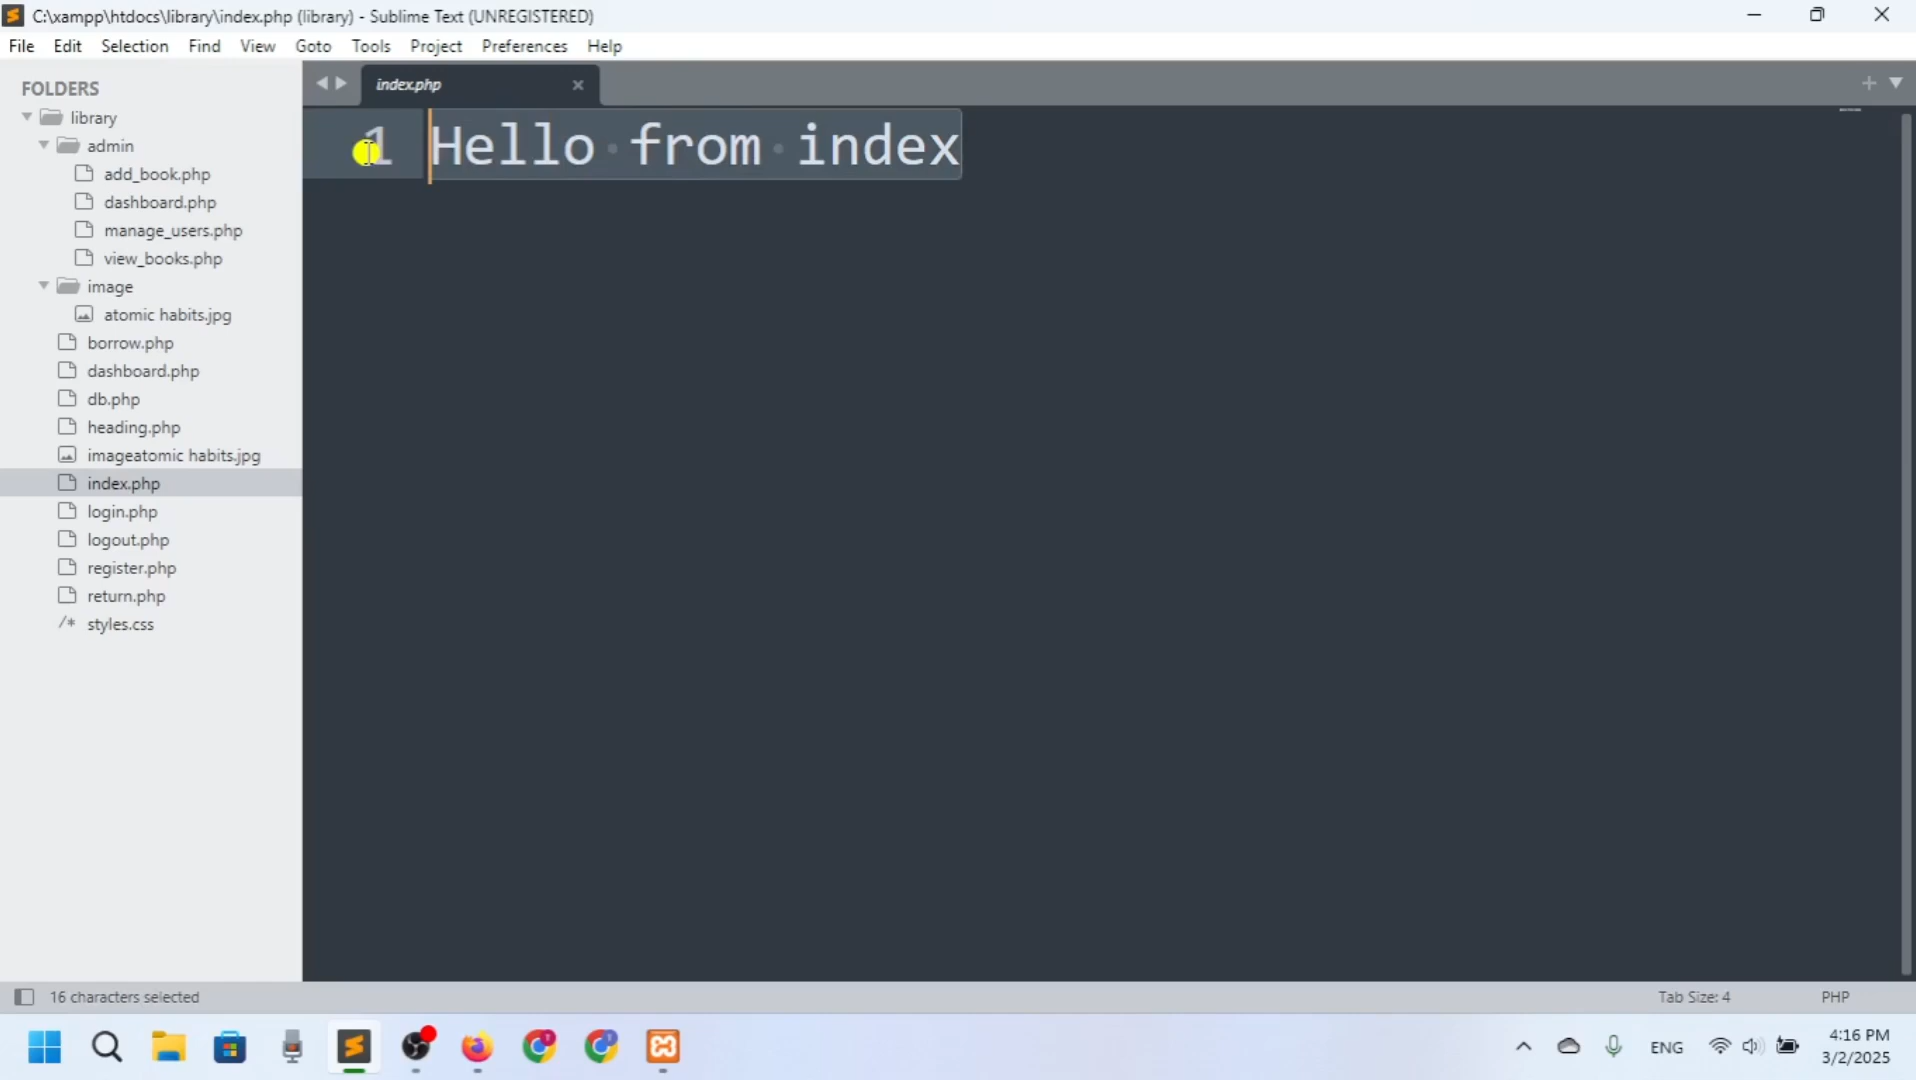 C:\xampp\htdocs\library\index.php (library) - Sublime Text (UNREGISTERED)
File Edit Selection Find View Goto Tools Project Preferences Help
FOLDERS
library
admin
add_book.php
dashboard.php
manage_users.php
view_books.php
image
atomic habits.jpg
borrow.php
dashboard.php
db.php
heading.php
imageatomic habits.jpg
index.php
login.php
logout.php
register.php
return.php
/* styles.css
index.php
1 Hello from index
16 characters selected
Tab Size: 4
PHP
ENG
4:16 PM
3/2/2025